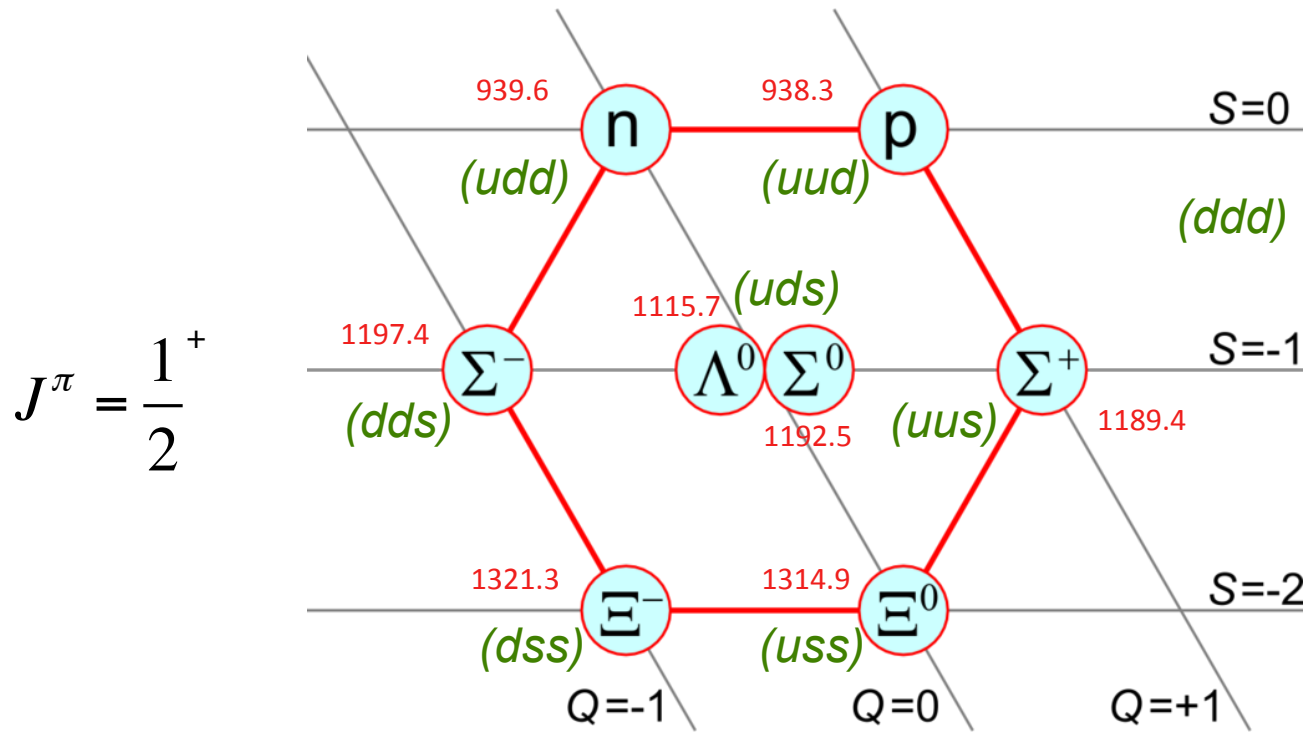 939.6 938.3
n p S=0
(udd) (uud)
(ddd)
(uds)
1115.7
1197.4
Σ⁻ Λ⁰ Σ⁰ Σ⁺ S=-1
J^π = 1/2⁺
(dds) (uus) 1189.4
1192.5
1321.3 1314.9
Ξ⁻ Ξ⁰ S=-2
(dss) (uss)
Q=-1 Q=0 Q=+1